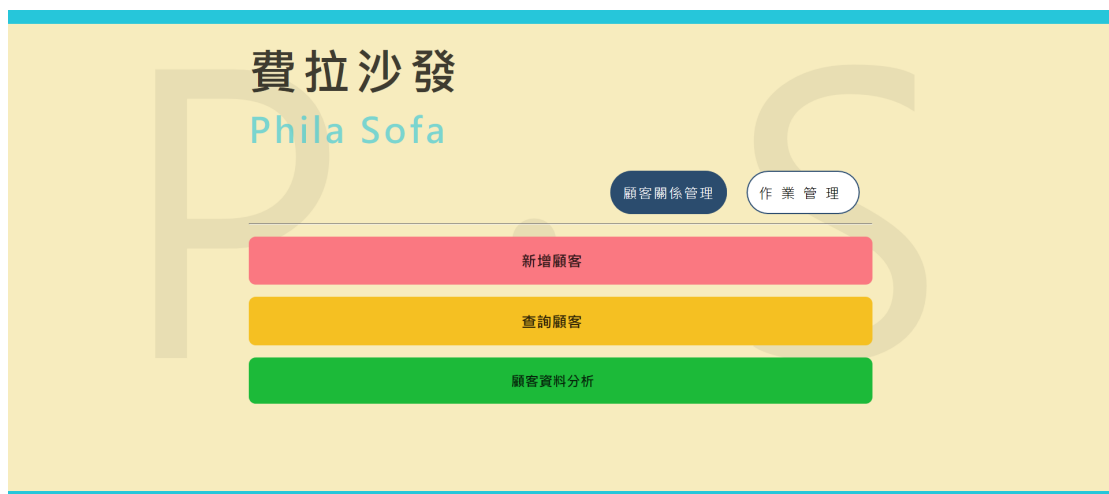 費拉沙發
Phila Sofa
P·S
顧客關係管理 作業管理
新增顧客
查詢顧客
顧客資料分析